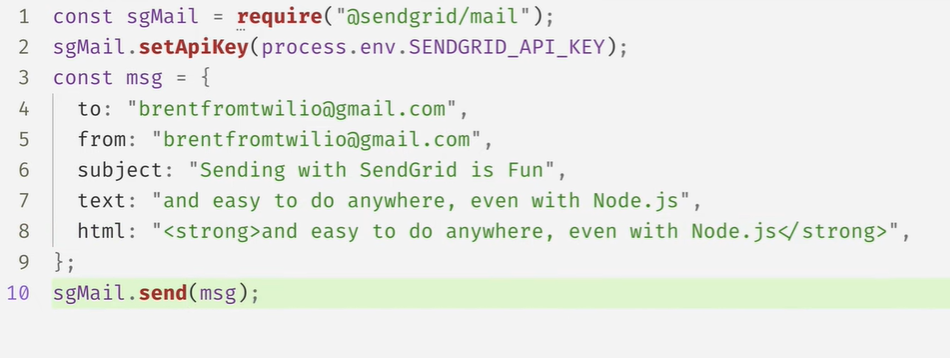 1 const sgMail = require("@sendgrid/mail");
2 sgMail.setApiKey(process.env.SENDGRID_API_KEY);
3 const msg = {
4 to: "brentfromtwilio@gmail.com",
5 from: "brentfromtwilio@gmail.com",
6 subject: "Sending with SendGrid is Fun",
7 text: "and easy to do anywhere, even with Node.js",
8 html: "<strong>and easy to do anywhere, even with Node.js</strong>",
9 };
10 sgMail.send(msg);